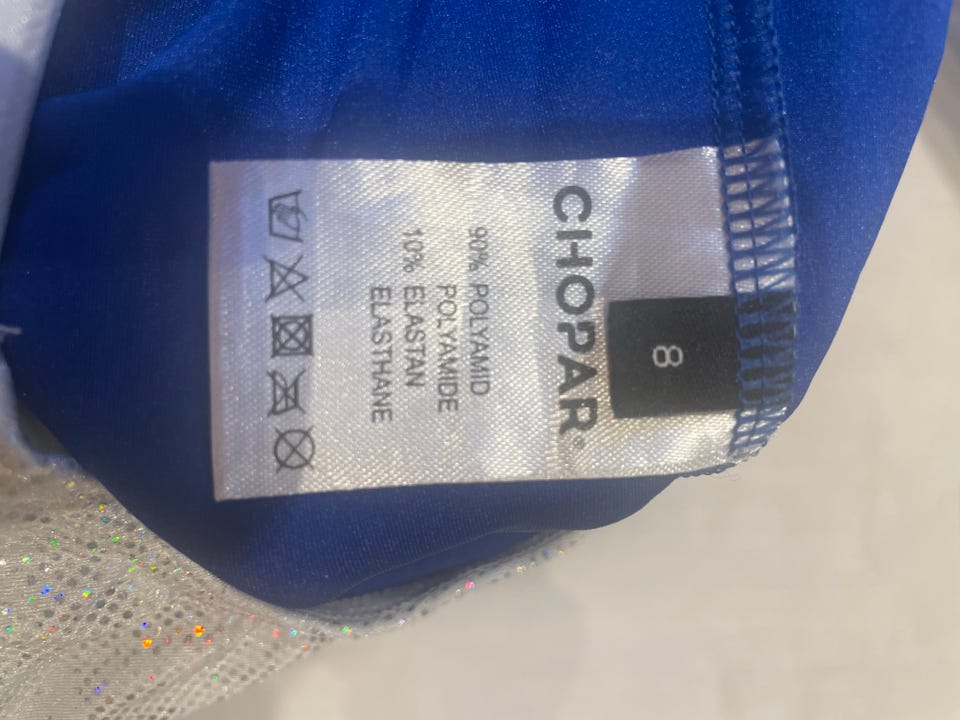 8
CHOPAR®
90% POLYAMID
POLYAMIDE
10% ELASTAN
ELASTHANE